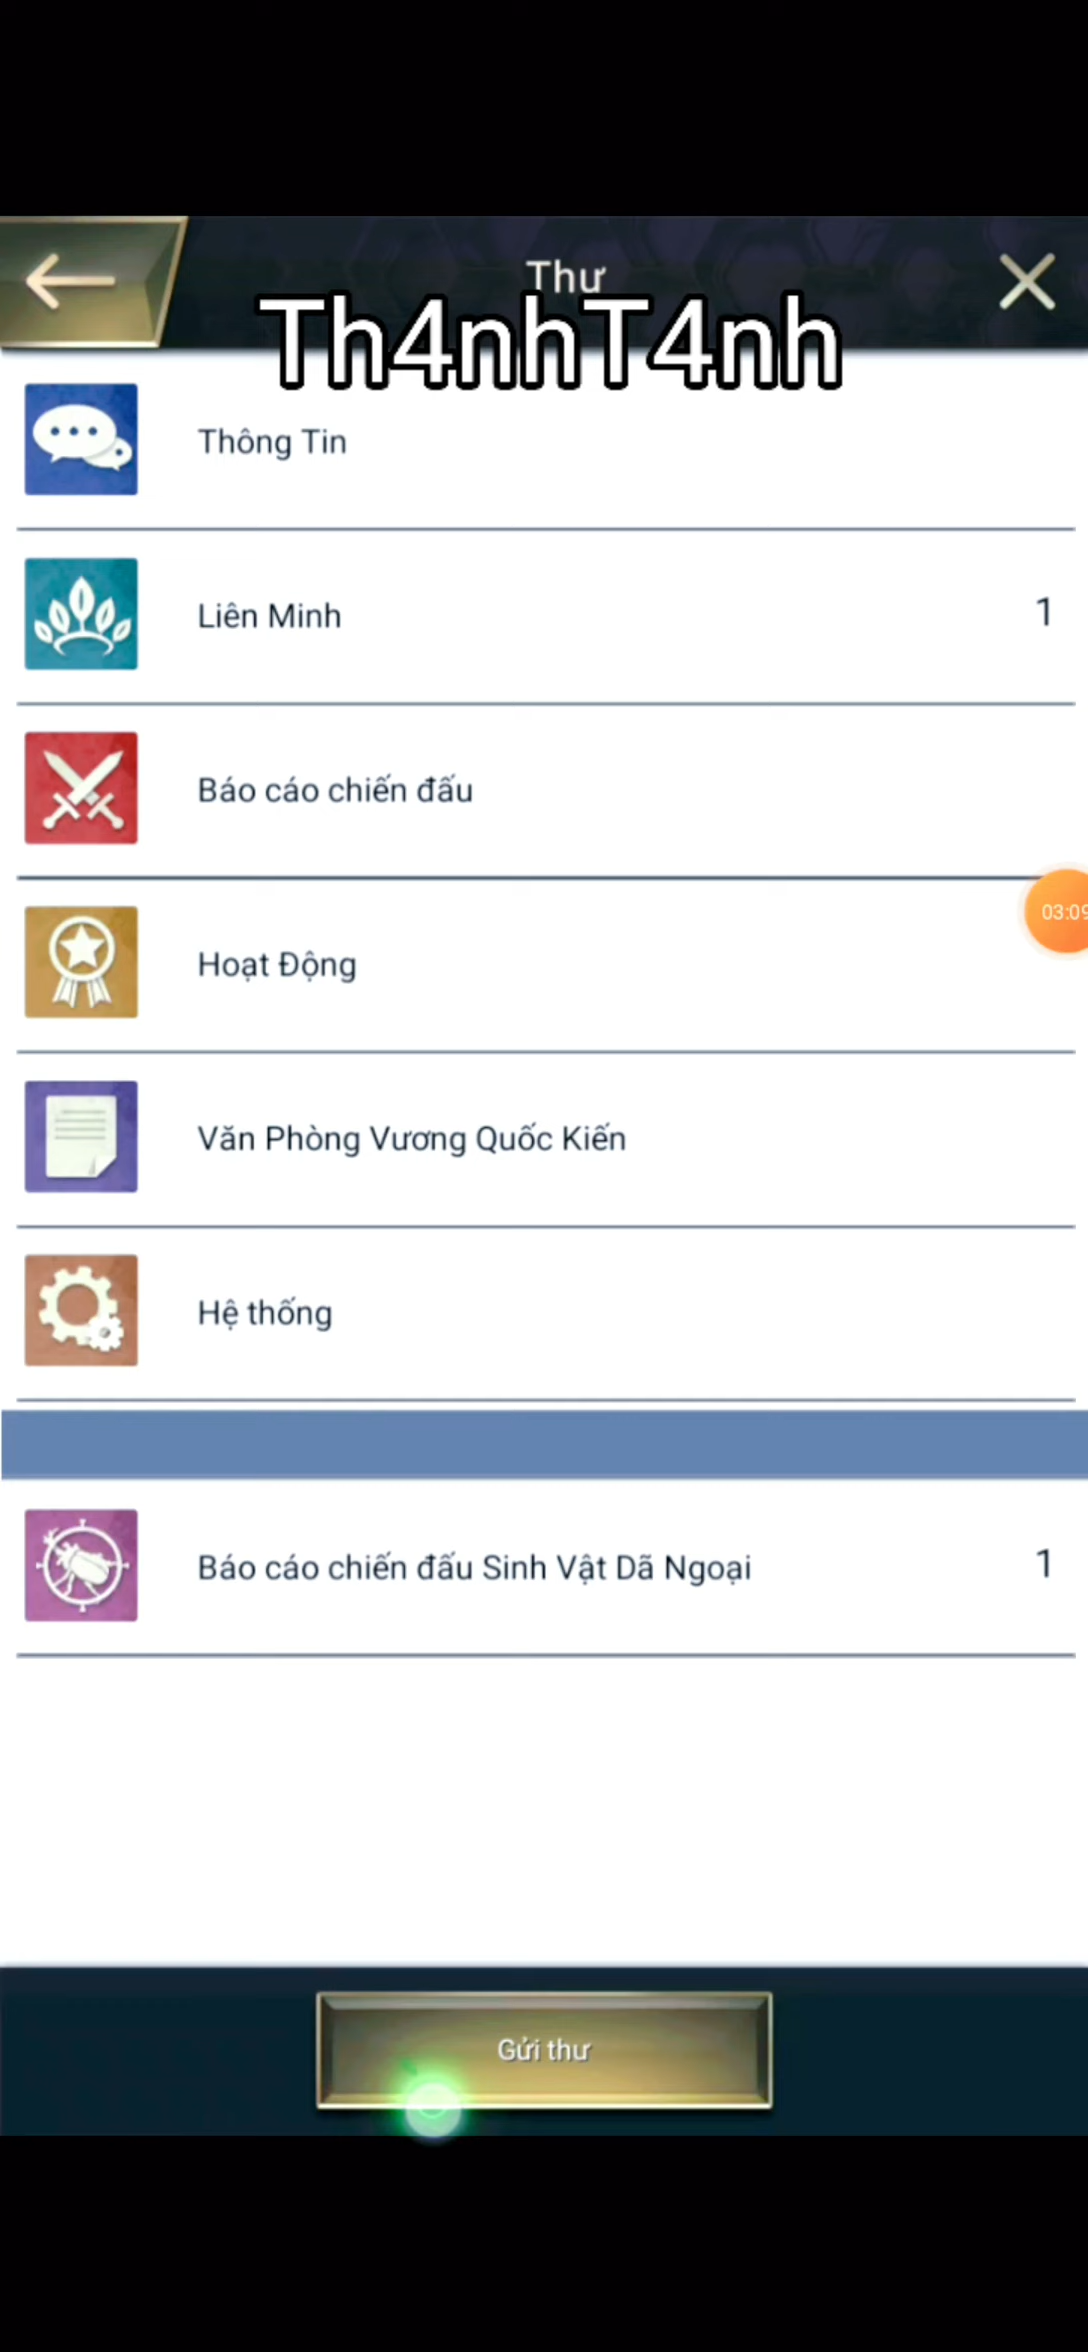 Thư
Th4nhT4nh
Thông Tin
Liên Minh 1
Báo cáo chiến đấu
03:09
Hoạt Động
Văn Phòng Vương Quốc Kiến
Hệ thống
Báo cáo chiến đấu Sinh Vật Dã Ngoại 1
Gửi thư